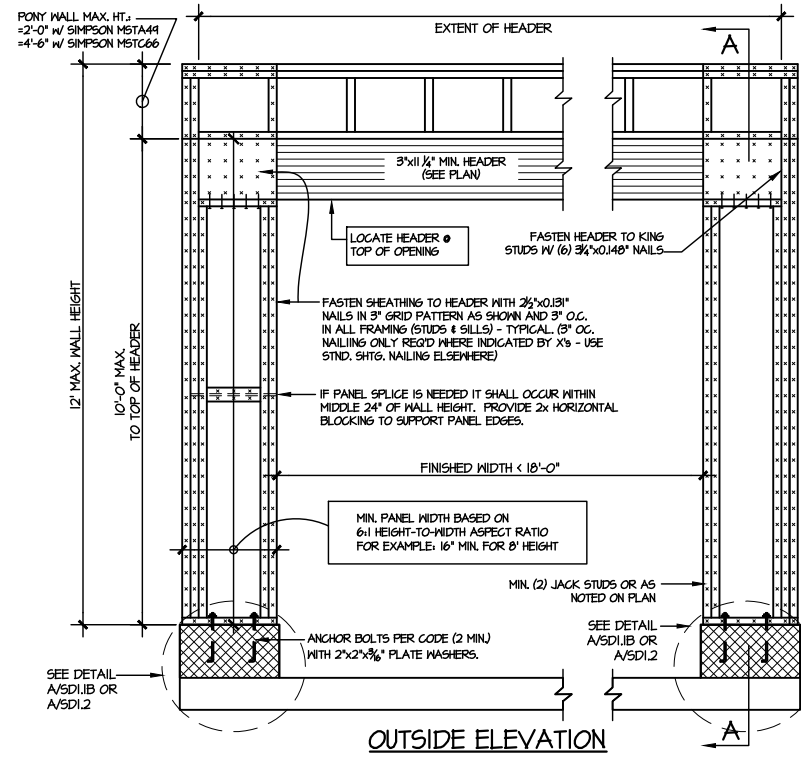 PONY WALL MAX. HT.:
=2'-0" W/ SIMPSON MSTA49
=4'-6" W/ SIMPSON MSTC66
EXTENT OF HEADER
A
3"x11 1/4" MIN. HEADER
(SEE PLAN)
LOCATE HEADER @
TOP OF OPENING
FASTEN HEADER TO KING
STUDS W/ (6) 3 1/4"x0.148" NAILS
FASTEN SHEATHING TO HEADER WITH 2 1/2"x0.131"
NAILS IN 3" GRID PATTERN AS SHOWN AND 3" O.C.
IN ALL FRAMING (STUDS & SILLS) - TYPICAL. (3" OC.
NAILIING ONLY REQ'D WHERE INDICATED BY X's - USE
STND. SHTG. NAILING ELSEWHERE)
12' MAX. WALL HEIGHT
10'-0" MAX.
TO TOP OF HEADER
IF PANEL SPLICE IS NEEDED IT SHALL OCCUR WITHIN
MIDDLE 24" OF WALL HEIGHT. PROVIDE 2x HORIZONTAL
BLOCKING TO SUPPORT PANEL EDGES.
FINISHED WIDTH < 18'-0"
MIN. PANEL WIDTH BASED ON
6:1 HEIGHT-TO-WIDTH ASPECT RATIO
FOR EXAMPLE: 16" MIN. FOR 8' HEIGHT
MIN. (2) JACK STUDS OR AS
NOTED ON PLAN
ANCHOR BOLTS PER CODE (2 MIN.)
WITH 2"x2"x3/16" PLATE WASHERS.
SEE DETAIL
A/SD1.1B OR
A/SD1.2
SEE DETAIL
A/SD1.1B OR
A/SD1.2
A
OUTSIDE ELEVATION